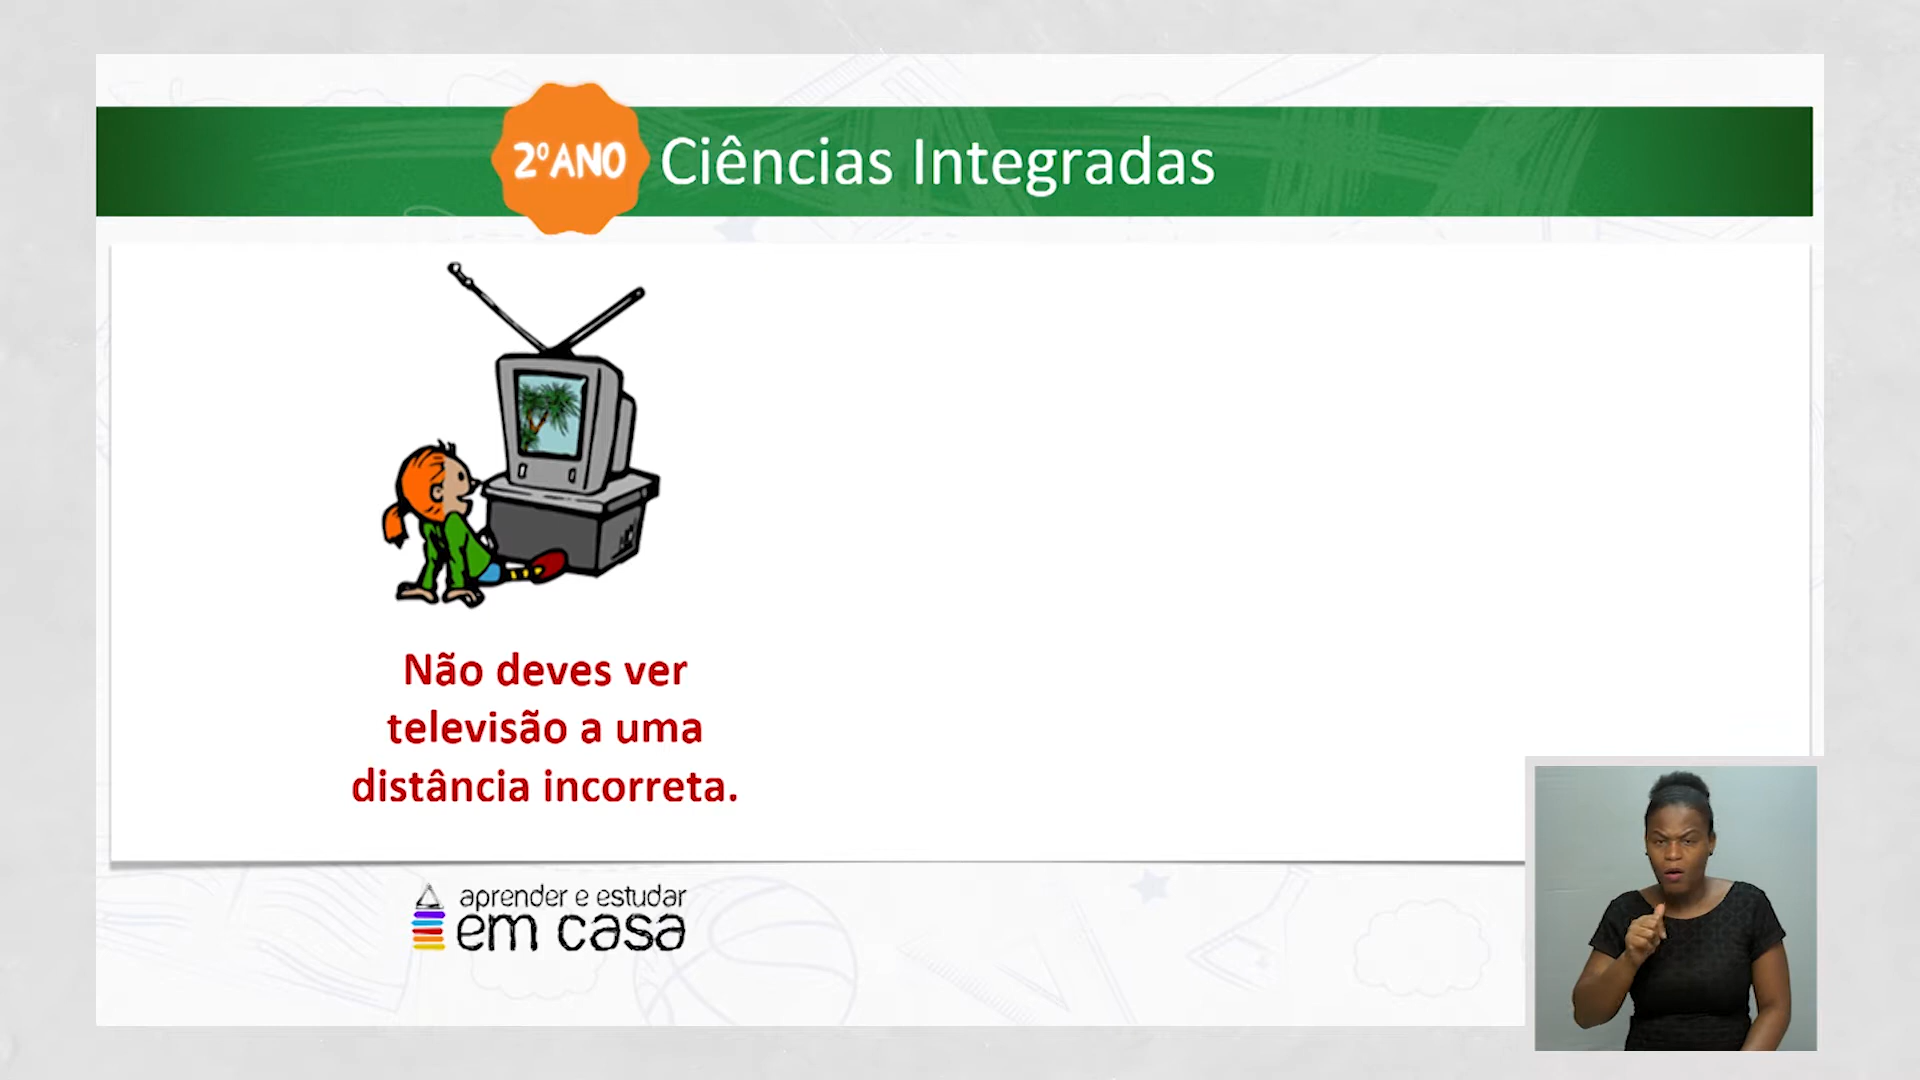 2ºANO
Ciências Integradas
Não deves ver
televisão a uma
distância incorreta.
aprender e estudar
em casa